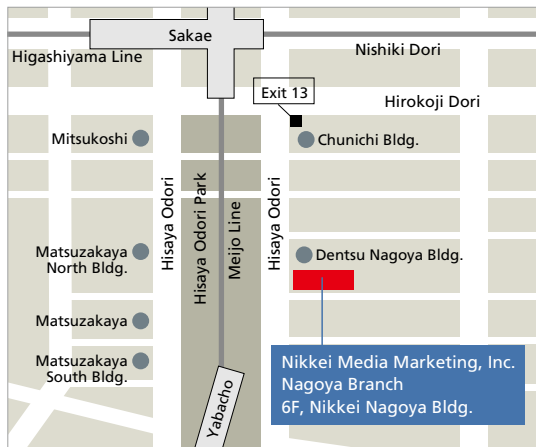 Sakae
Higashiyama Line
Nishiki Dori
Exit 13
Hirokoji Dori
Mitsukoshi
Chunichi Bldg.
Hisaya Odori
Hisaya Odori Park
Meijo Line
Hisaya Odori
Matsuzakaya
North Bldg.
Dentsu Nagoya Bldg.
Matsuzakaya
Matsuzakaya
South Bldg.
Nikkei Media Marketing, Inc.
Nagoya Branch
6F, Nikkei Nagoya Bldg.
Yabacho